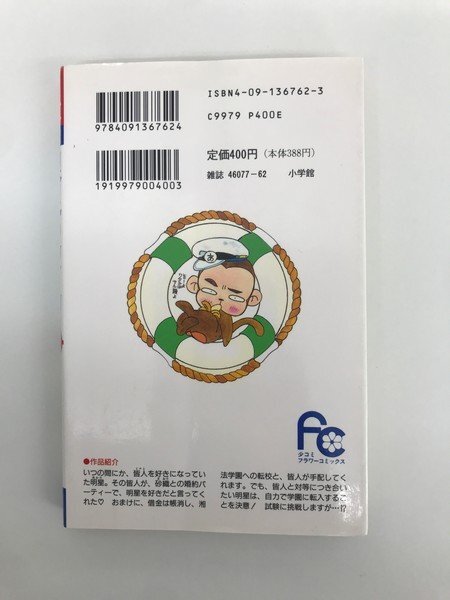 ISBN4-09-136762-3
C9979 P400E
9784091367624
定価400円（本体388円）
雑誌 46077-62 小学館
1919979004003
FC
少コミ
フラワーコミックス
●作品紹介
いつの間にか、皆人を好きになってい
た明星。その皆人が、砂織との婚約パ
ーティーで、明星を好きだと言ってく
れた♡ おまけに、借金は帳消し、湘
法学園への転校と、皆人が手配してく
れます。でも、皆人と対等につき合い
たい明星は、自力で学園に転入するこ
とを決意！ 試験に挑戦しますが…!?